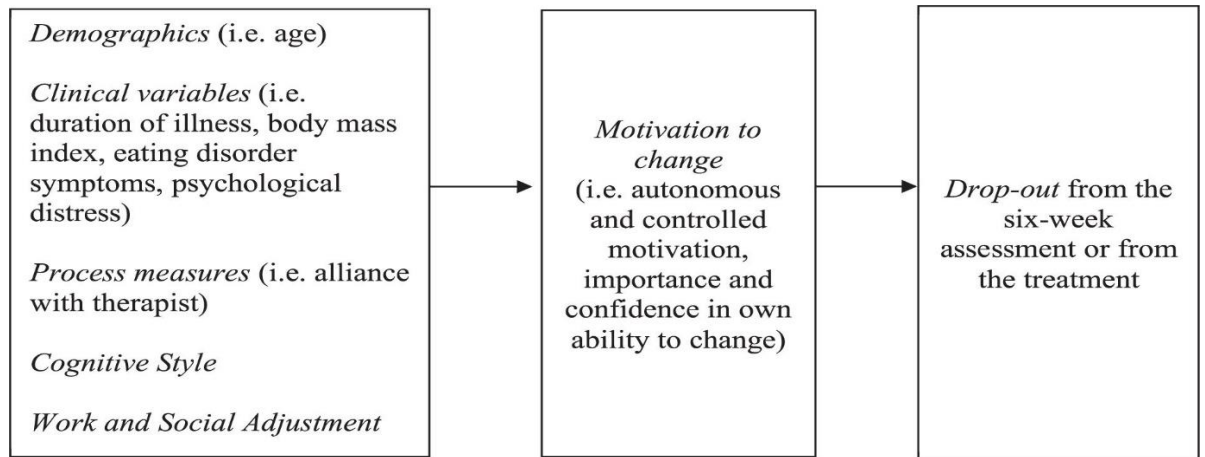 Demographics (i.e. age)
Clinical variables (i.e.
duration of illness, body mass
index, eating disorder
symptoms, psychological
distress)
Process measures (i.e. alliance
with therapist)
Cognitive Style
Work and Social Adjustment
Motivation to
change
(i.e. autonomous
and controlled
motivation,
importance and
confidence in own
ability to change)
Drop-out from the
six-week
assessment or from
the treatment